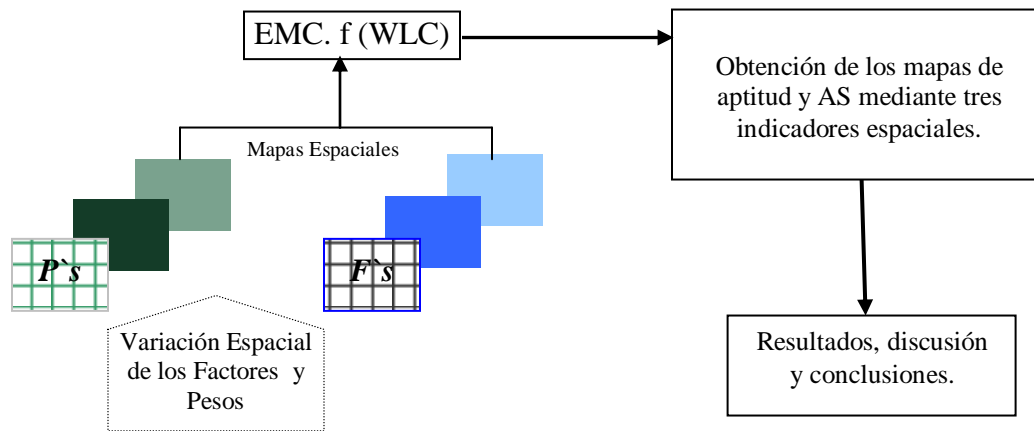 EMC. f (WLC)
Obtención de los mapas de
aptitud y AS mediante tres
indicadores espaciales.
Mapas Espaciales
P`s
F`s
Variación Espacial
de los Factores y
Pesos
Resultados, discusión
y conclusiones.